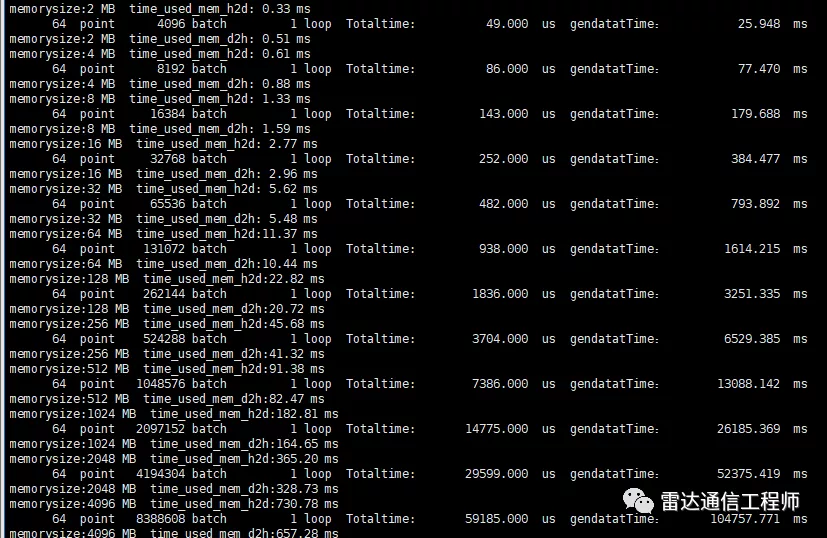 memorysize:2 MB  time_used_mem_h2d: 0.33 ms
64  point  4096 batch  1 loop  Totaltime:  49.000  us  gendatatTime:  25.948  ms
memorysize:2 MB  time_used_mem_d2h: 0.51 ms
memorysize:4 MB  time_used_mem_h2d: 0.61 ms
64  point  8192 batch  1 loop  Totaltime:  86.000  us  gendatatTime:  77.470  ms
memorysize:4 MB  time_used_mem_d2h: 0.88 ms
memorysize:8 MB  time_used_mem_h2d: 1.33 ms
64  point  16384 batch  1 loop  Totaltime:  143.000  us  gendatatTime:  179.688  ms
memorysize:8 MB  time_used_mem_d2h: 1.59 ms
memorysize:16 MB  time_used_mem_h2d: 2.77 ms
64  point  32768 batch  1 loop  Totaltime:  252.000  us  gendatatTime:  384.477  ms
memorysize:16 MB  time_used_mem_d2h: 2.96 ms
memorysize:32 MB  time_used_mem_h2d: 5.62 ms
64  point  65536 batch  1 loop  Totaltime:  482.000  us  gendatatTime:  793.892  ms
memorysize:32 MB  time_used_mem_d2h: 5.48 ms
memorysize:64 MB  time_used_mem_h2d:11.37 ms
64  point  131072 batch  1 loop  Totaltime:  938.000  us  gendatatTime:  1614.215  ms
memorysize:64 MB  time_used_mem_d2h:10.44 ms
memorysize:128 MB  time_used_mem_h2d:22.82 ms
64  point  262144 batch  1 loop  Totaltime:  1836.000  us  gendatatTime:  3251.335  ms
memorysize:128 MB  time_used_mem_d2h:20.72 ms
memorysize:256 MB  time_used_mem_h2d:45.68 ms
64  point  524288 batch  1 loop  Totaltime:  3704.000  us  gendatatTime:  6529.385  ms
memorysize:256 MB  time_used_mem_d2h:41.32 ms
memorysize:512 MB  time_used_mem_h2d:91.38 ms
64  point  1048576 batch  1 loop  Totaltime:  7386.000  us  gendatatTime:  13088.142  ms
memorysize:512 MB  time_used_mem_d2h:82.47 ms
memorysize:1024 MB  time_used_mem_h2d:182.81 ms
64  point  2097152 batch  1 loop  Totaltime:  14775.000  us  gendatatTime:  26185.369  ms
memorysize:1024 MB  time_used_mem_d2h:164.65 ms
memorysize:2048 MB  time_used_mem_h2d:365.20 ms
64  point  4194304 batch  1 loop  Totaltime:  29599.000  us  gendatatTime:  52375.419  ms
memorysize:2048 MB  time_used_mem_d2h:328.73 ms
memorysize:4096 MB  time_used_mem_h2d:730.78 ms
64  point  8388608 batch  1 loop  Totaltime:  59185.000  us  gendatatTime:  104757.771  ms
memorysize:4096 MB  time_used_mem_d2h:657.28 ms
雷达通信工程师